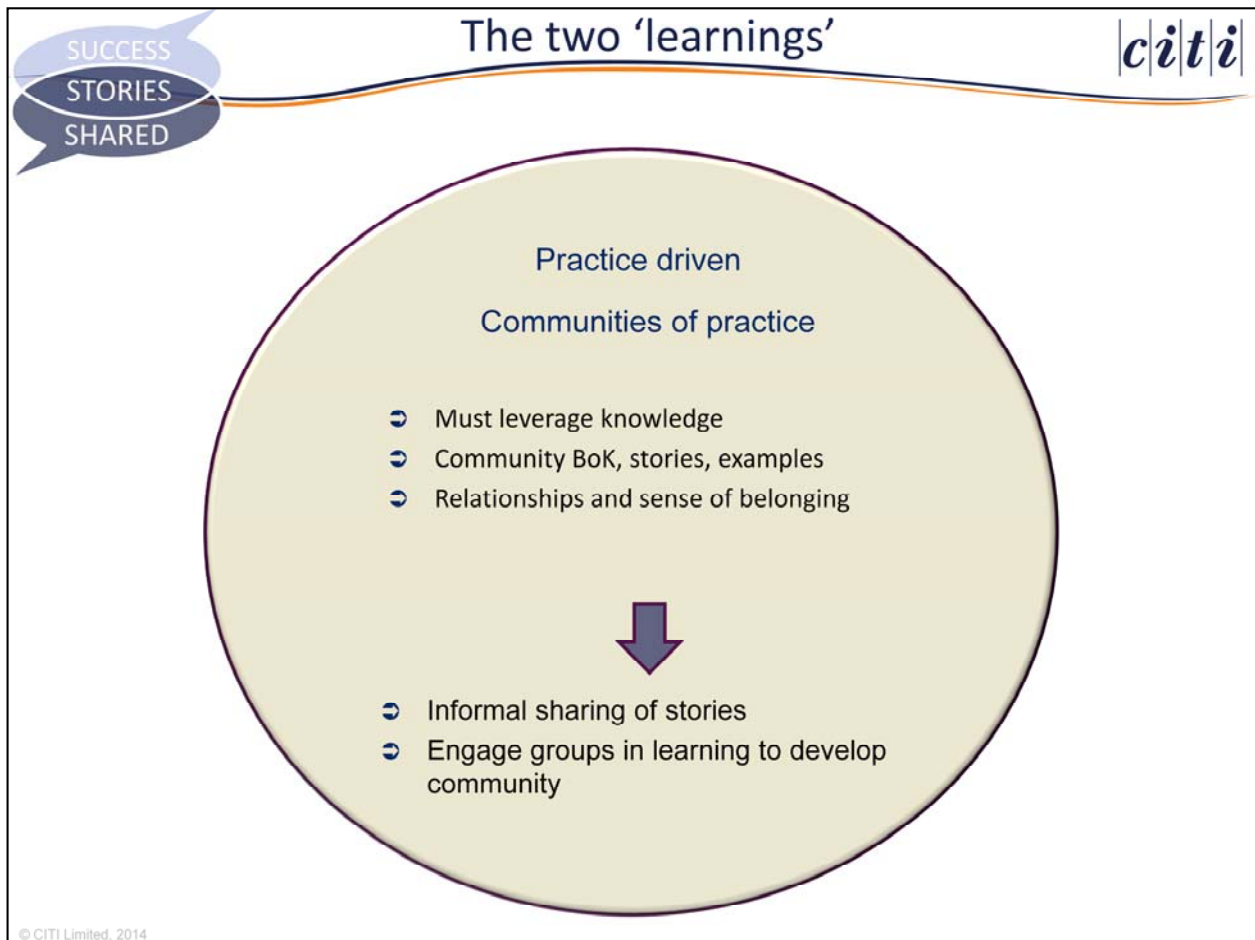 The two ‘learnings’
citi
SUCCESS
STORIES
SHARED
Practice driven
Communities of practice
Must leverage knowledge
Community BoK, stories, examples
Relationships and sense of belonging
Informal sharing of stories
Engage groups in learning to develop
community
© CITI Limited, 2014